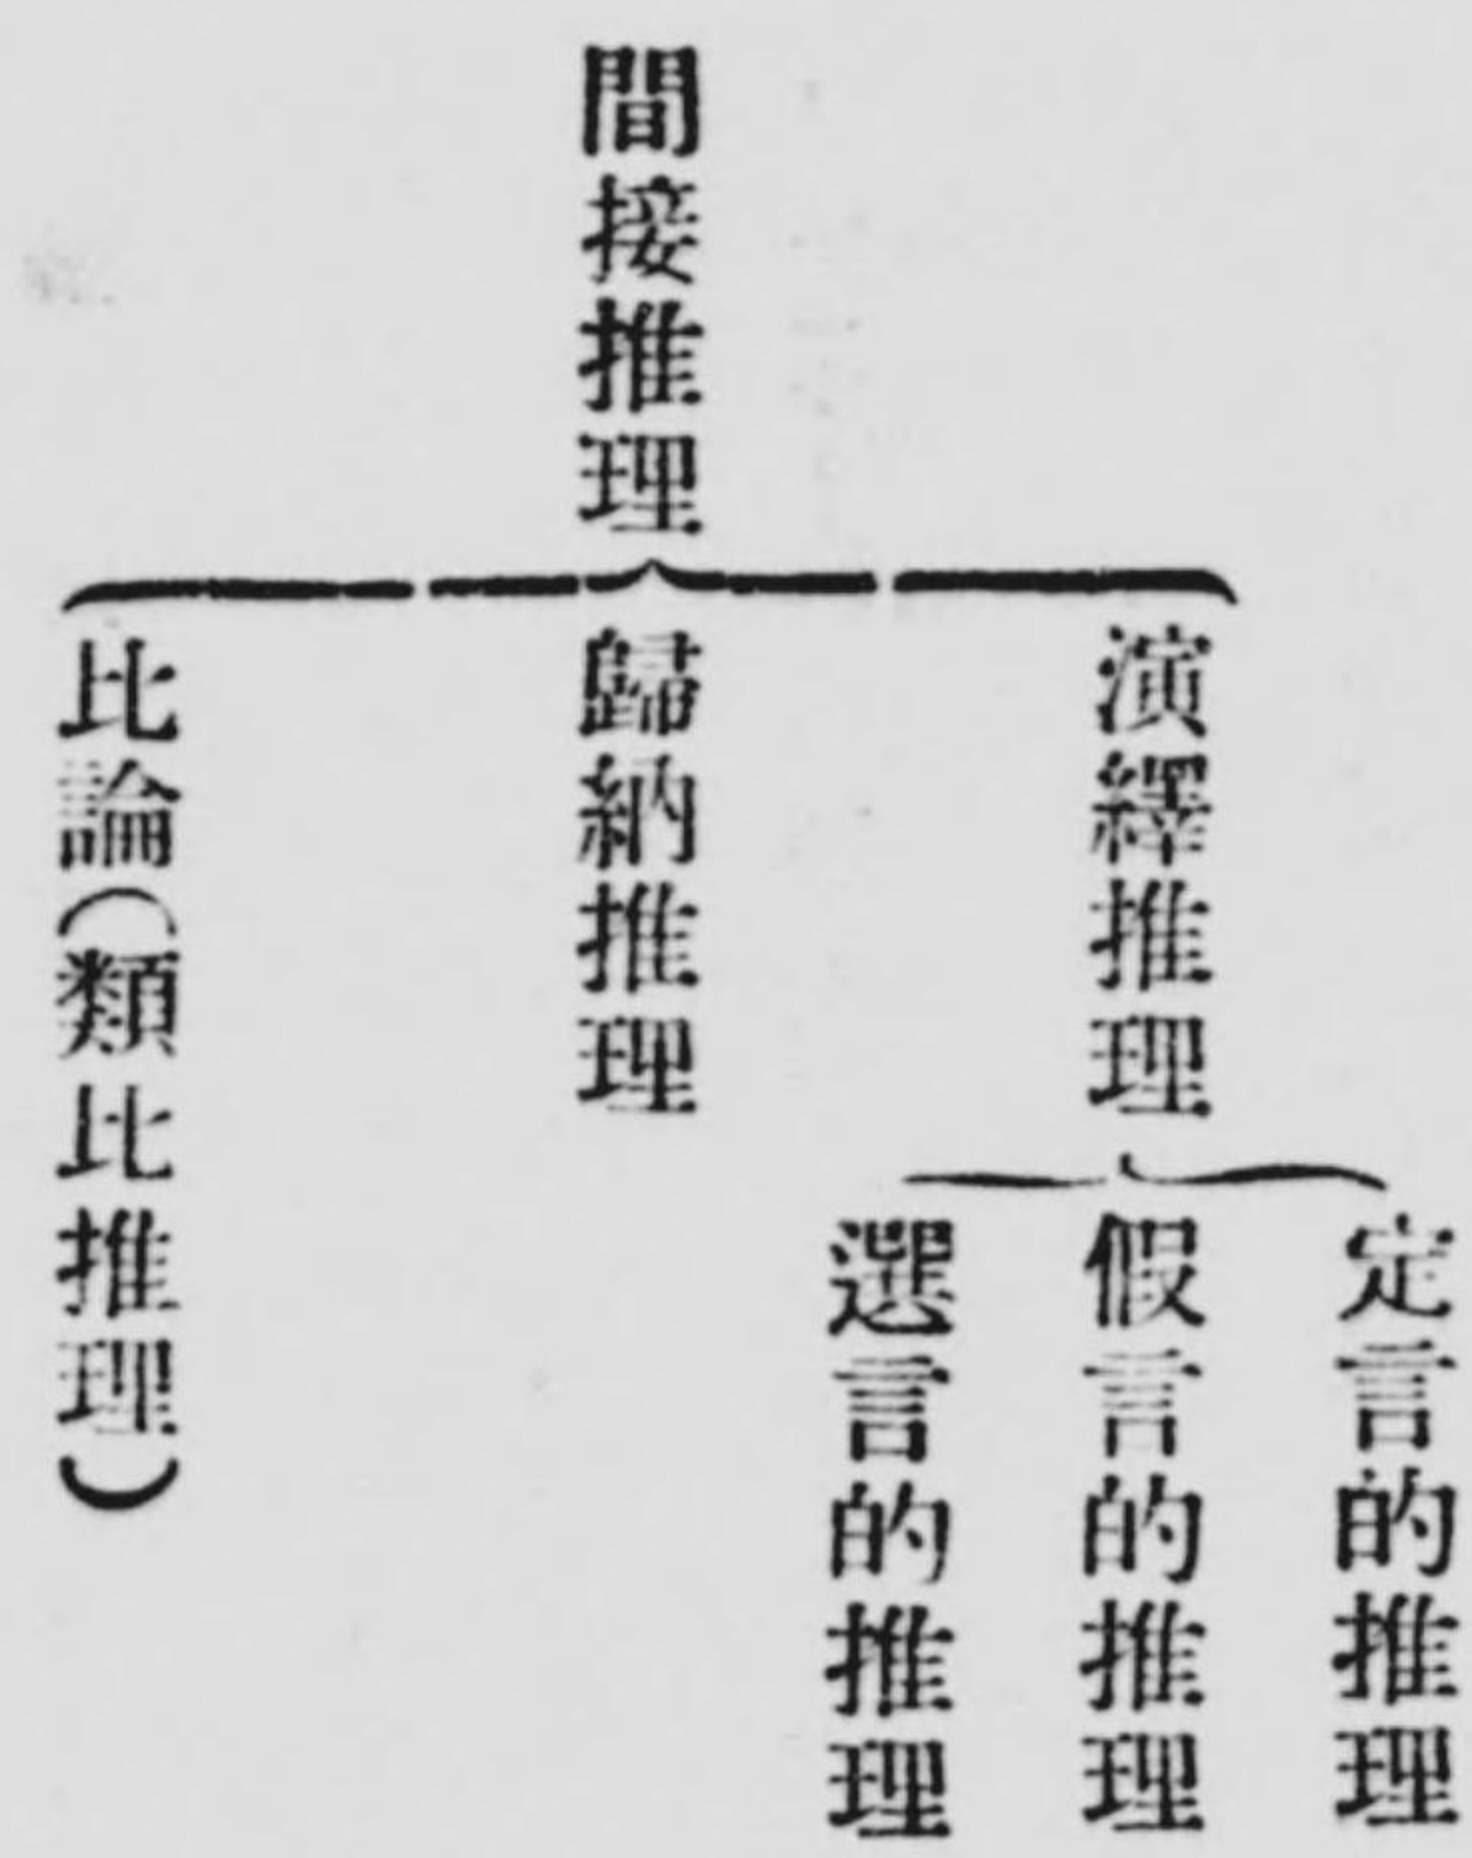 間接推理
演繹推理
定言的推理
假言的推理
選言的推理
歸納推理
比論(類比推理)